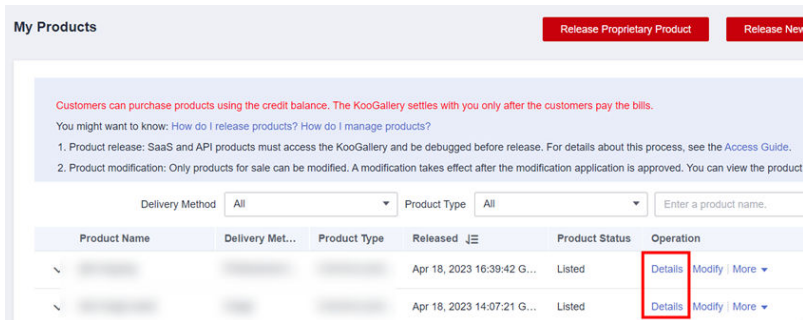 My Products
Release Proprietary Product
Release New
Customers can purchase products using the credit balance. The KooGallery settles with you only after the customers pay the bills.
You might want to know: How do I release products? How do I manage products?
1. Product release: SaaS and API products must access the KooGallery and be debugged before release. For details about this process, see the Access Guide.
2. Product modification: Only products for sale can be modified. A modification takes effect after the modification application is approved. You can view the product
Delivery Method All Product Type All Enter a product name.
Product Name Delivery Met... Product Type Released Product Status Operation
Apr 18, 2023 16:39:42 G... Listed Details Modify More
Apr 18, 2023 14:07:21 G... Listed Details Modify More